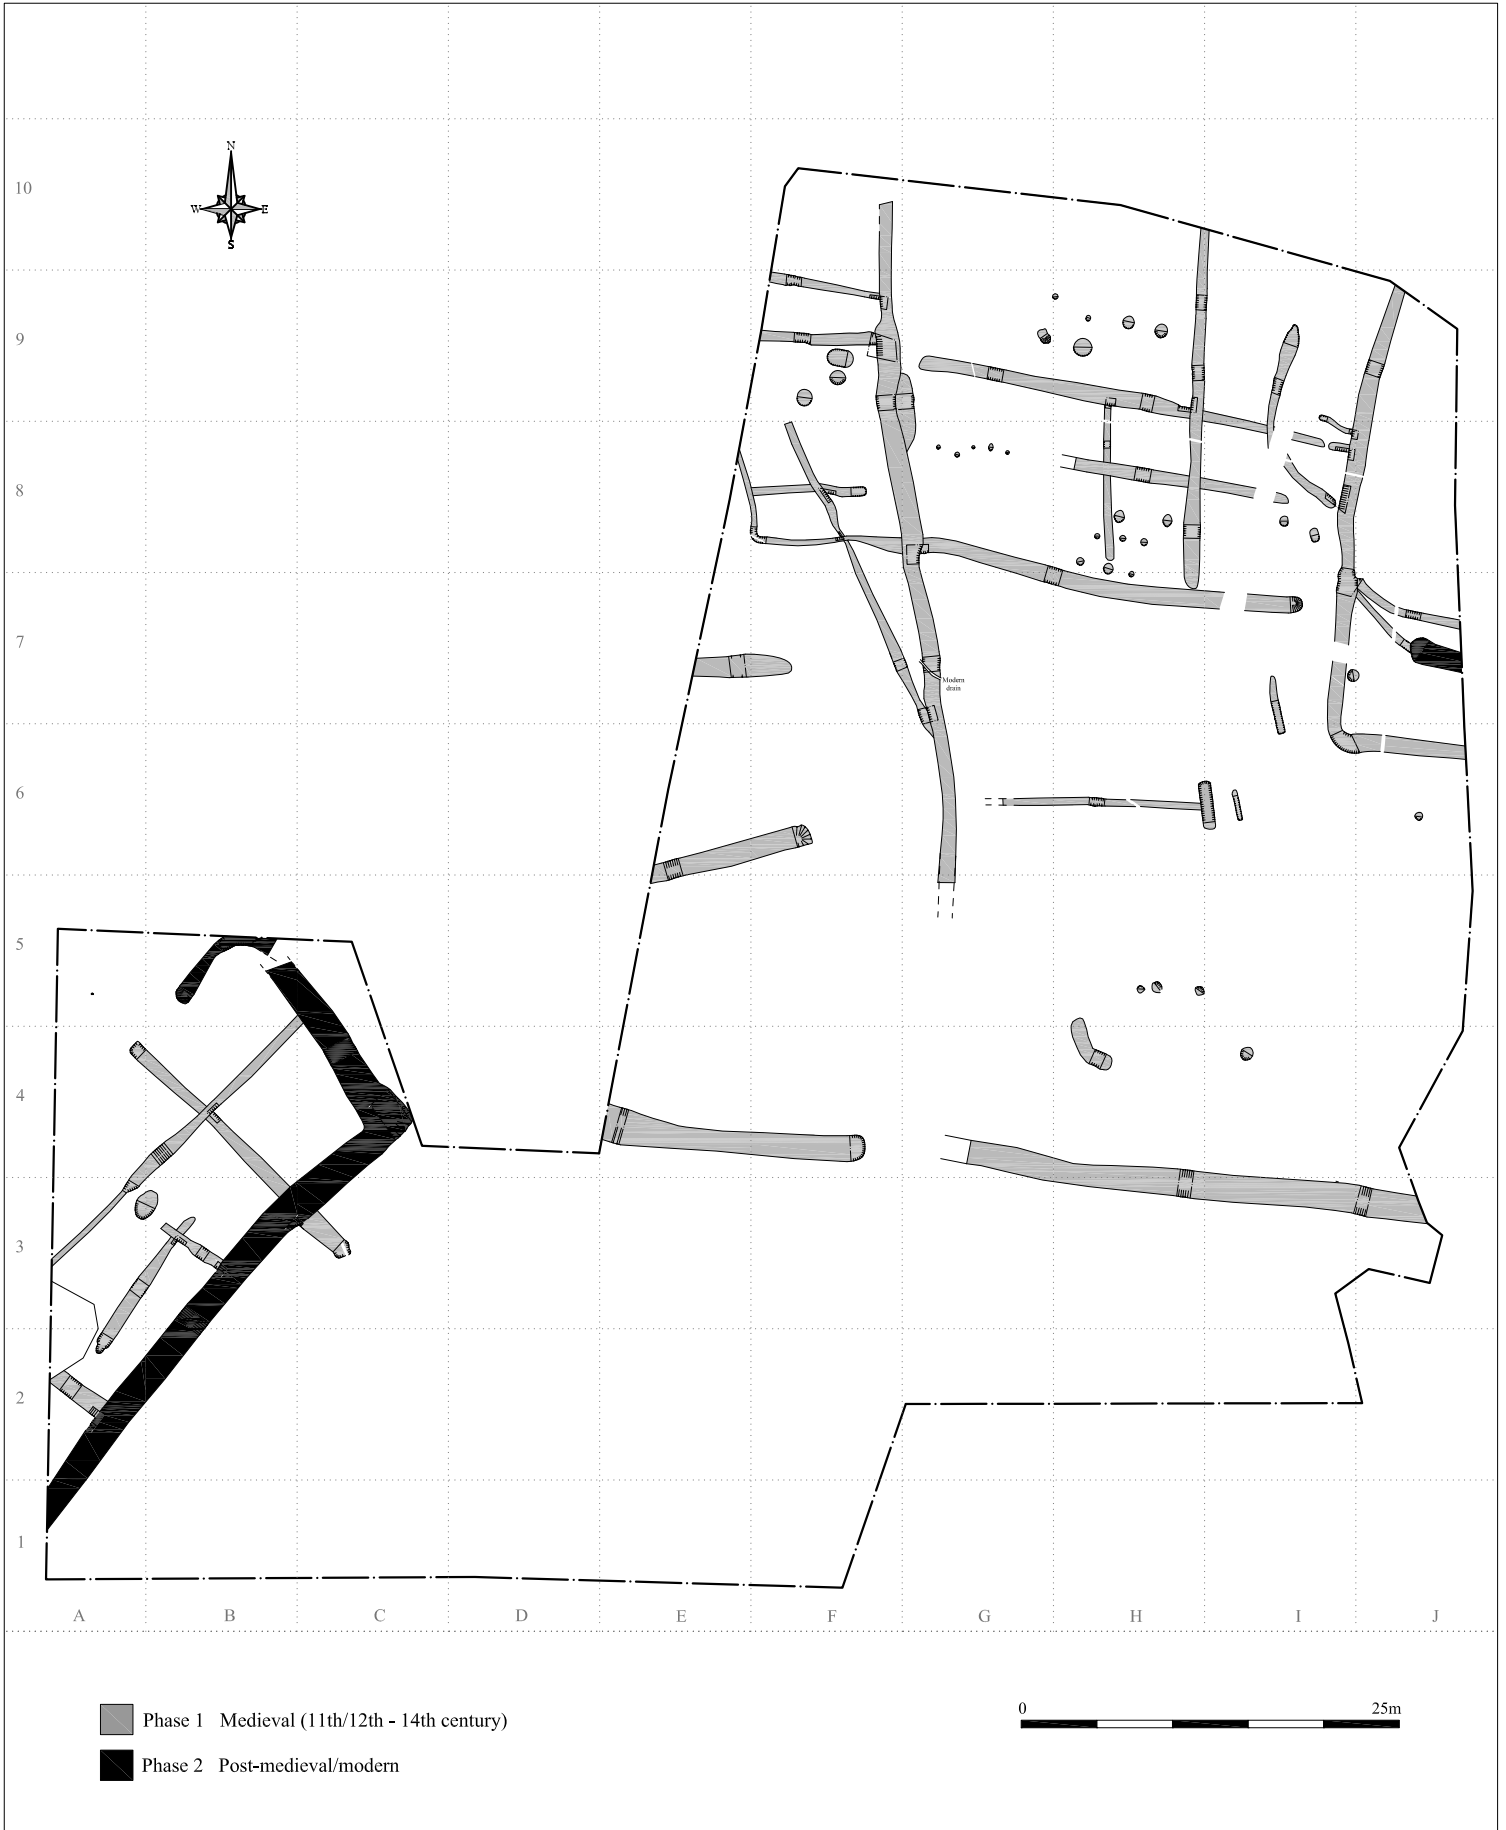 N
W E
S
10
9
8
7
6
5
4
3
2
1
Modern
drain
A B C D E F G H I J
Phase 1 Medieval (11th/12th - 14th century)
Phase 2 Post-medieval/modern
0 25m